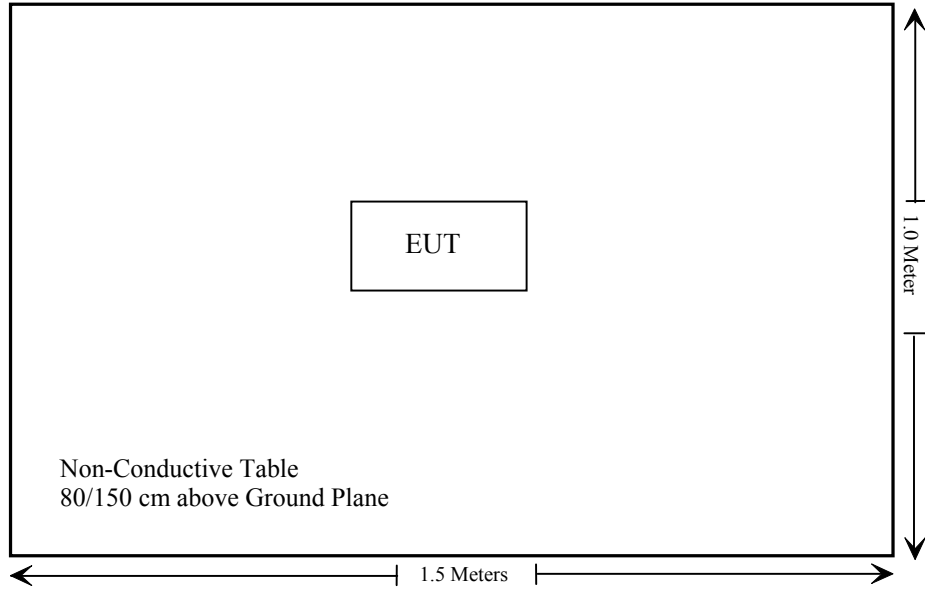 EUT
1.0 Meter
Non-Conductive Table
80/150 cm above Ground Plane
1.5 Meters